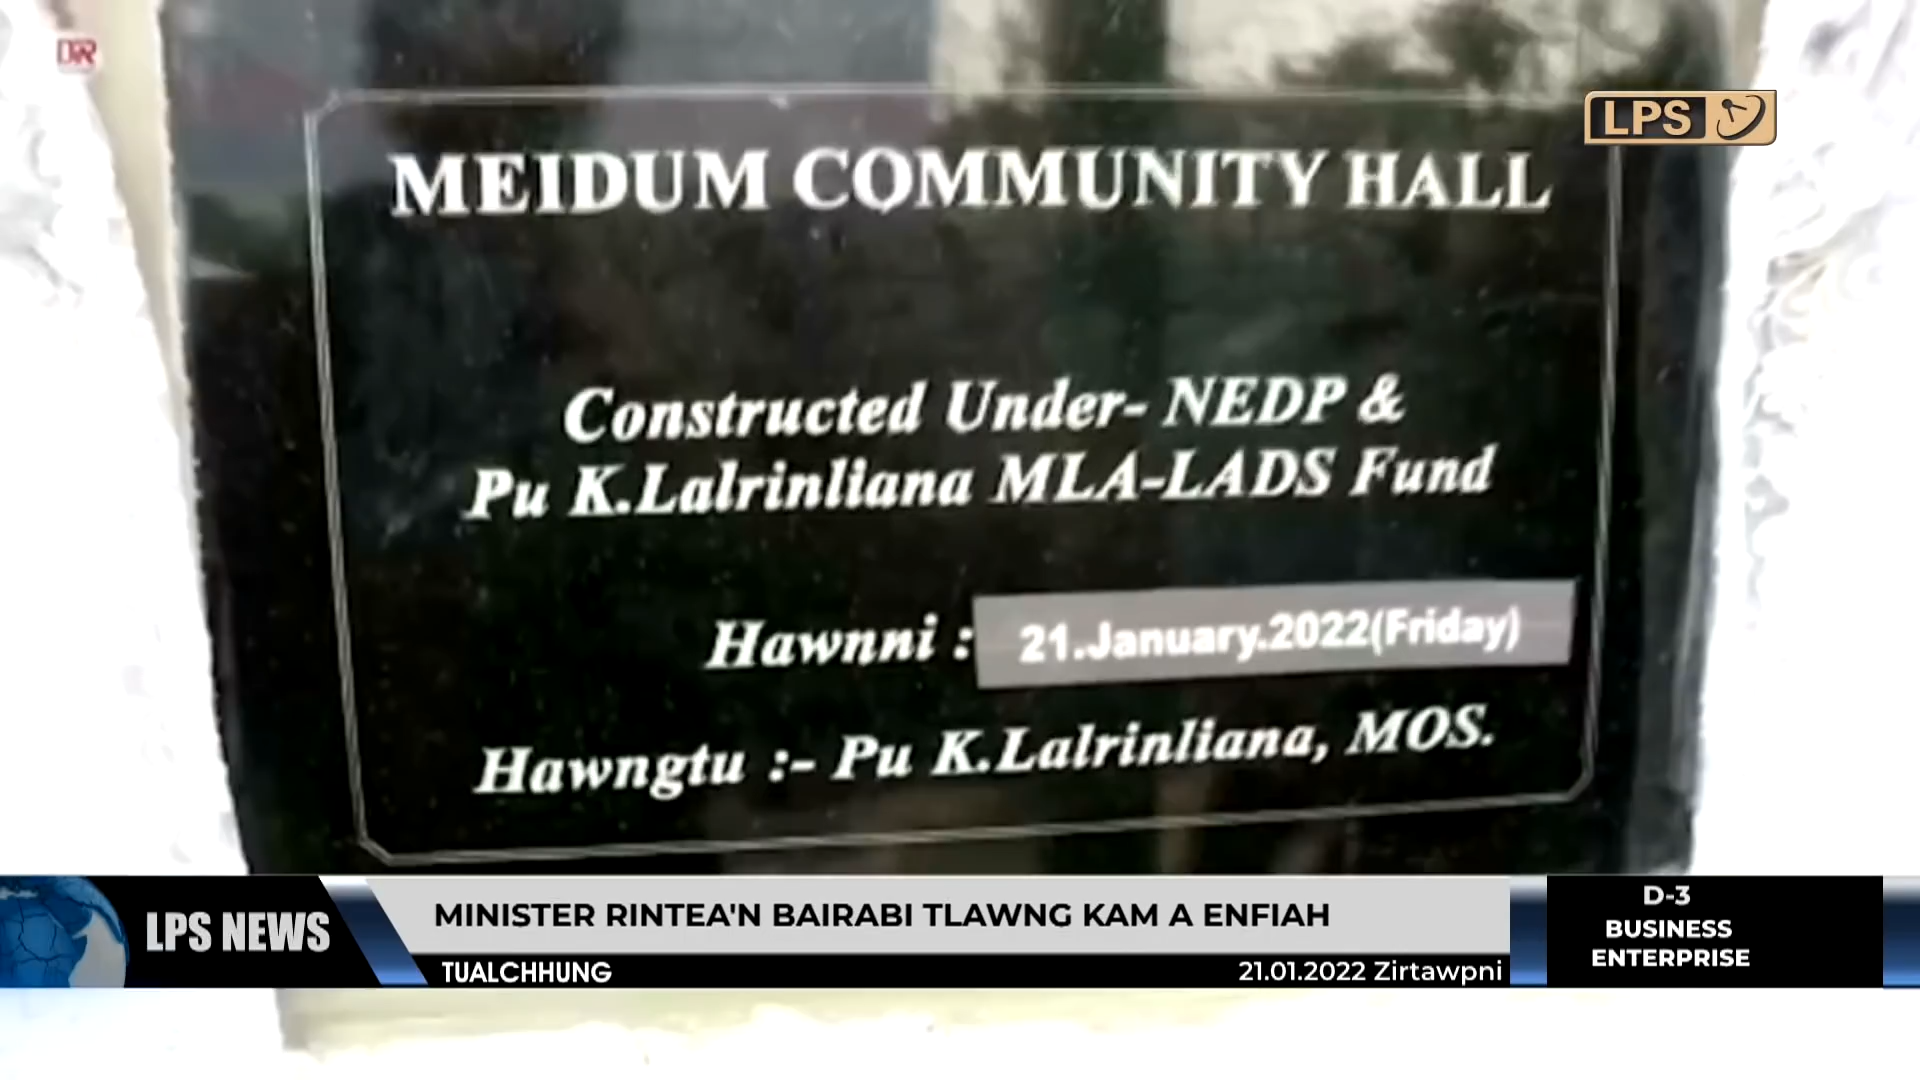 DR
LPS
MEIDUM COMMUNITY HALL
Constructed Under- NEDP &
Pu K.Lalrinliana MLA-LADS Fund
Hawnni : 21.January.2022(Friday)
Hawngtu :- Pu K.Lalrinliana, MOS.
LPS NEWS
MINISTER RINTEA'N BAIRABI TLAWNG KAM A ENFIAH
TUALCHHUNG
21.01.2022 Zirtawpni
D-3
BUSINESS
ENTERPRISE